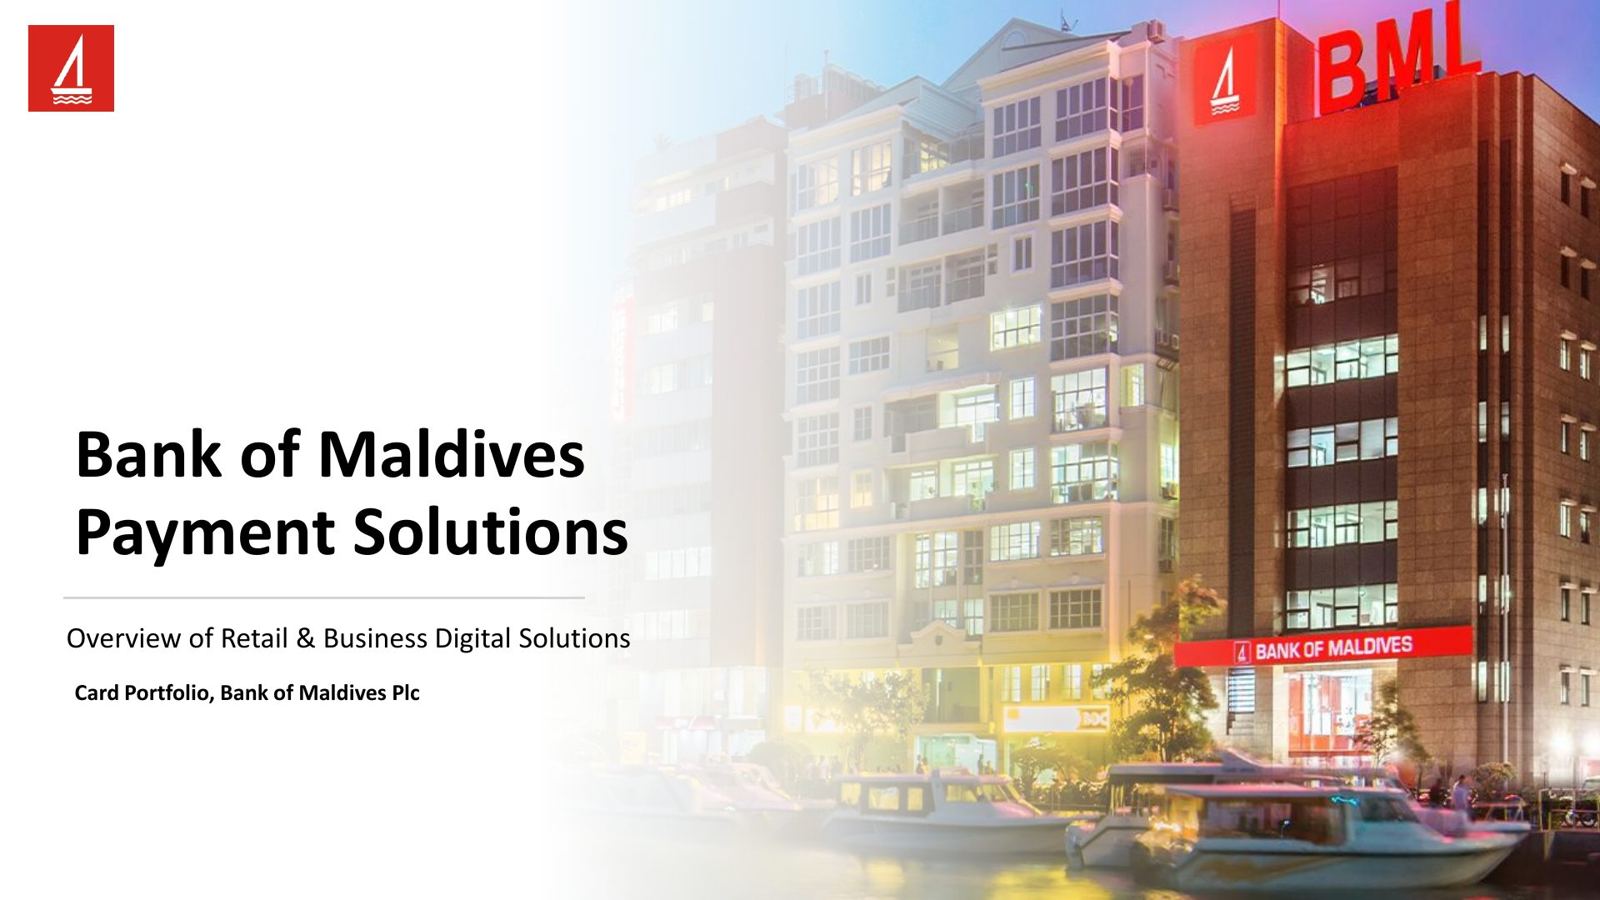 BML
Bank of Maldives
Payment Solutions
Overview of Retail & Business Digital Solutions
BANK OF MALDIVES
Card Portfolio, Bank of Maldives Plc